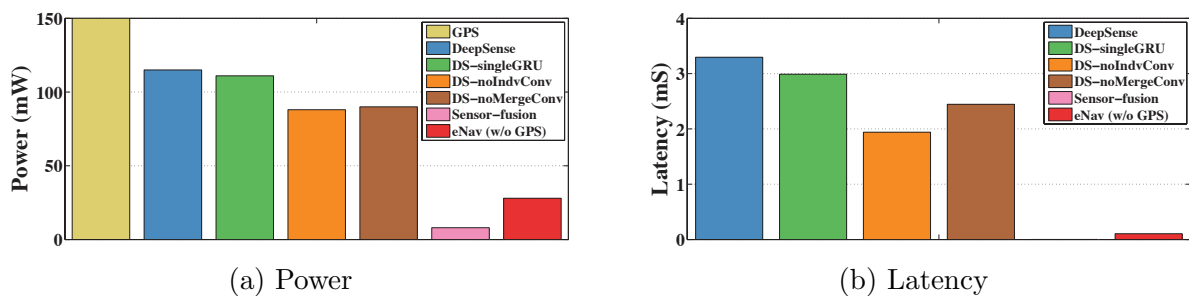 150
100
50
0
Power (mW)
GPS
DeepSense
DS-singleGRU
DS-noIndvConv
DS-noMergeConv
Sensor-fusion
eNav (w/o GPS)
(a) Power
4
3
2
1
0
Latency (mS)
DeepSense
DS-singleGRU
DS-noIndvConv
DS-noMergeConv
Sensor-fusion
eNav (w/o GPS)
(b) Latency